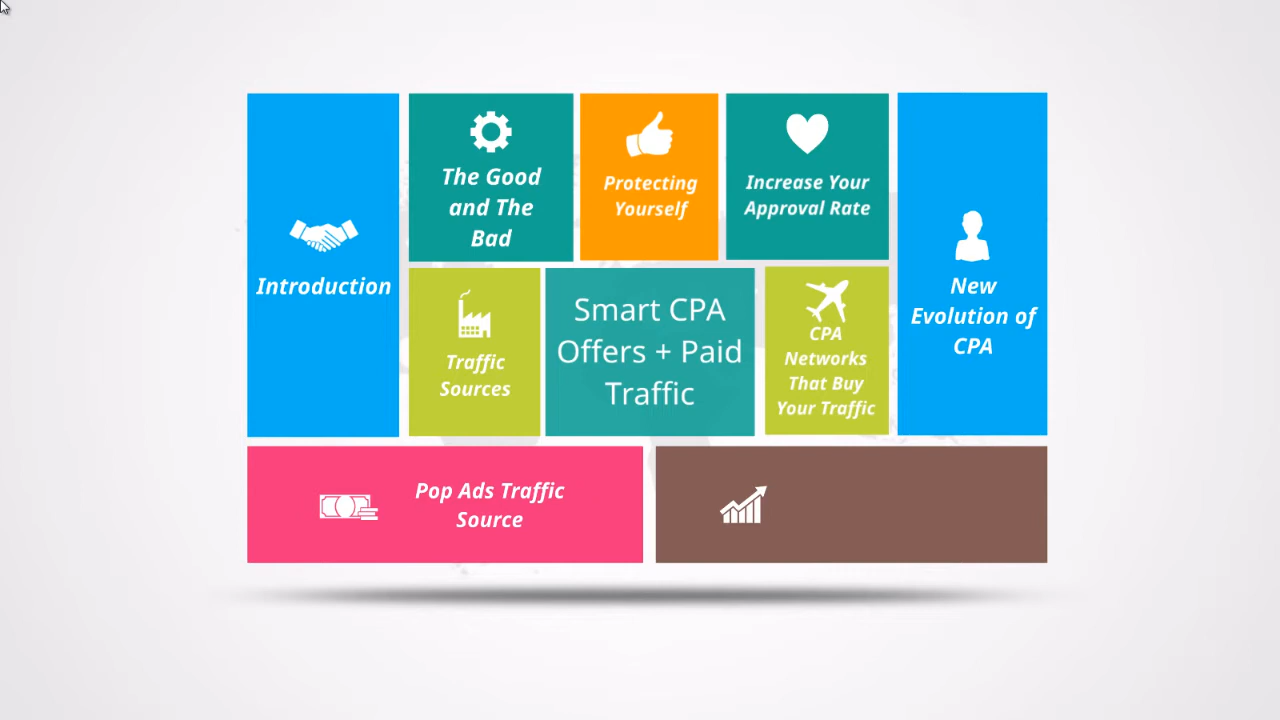 Introduction
The Good
and The
Bad
Protecting
Yourself
Increase Your
Approval Rate
New
Evolution of
CPA
Traffic
Sources
Smart CPA
Offers + Paid
Traffic
CPA
Networks
That Buy
Your Traffic
Pop Ads Traffic
Source